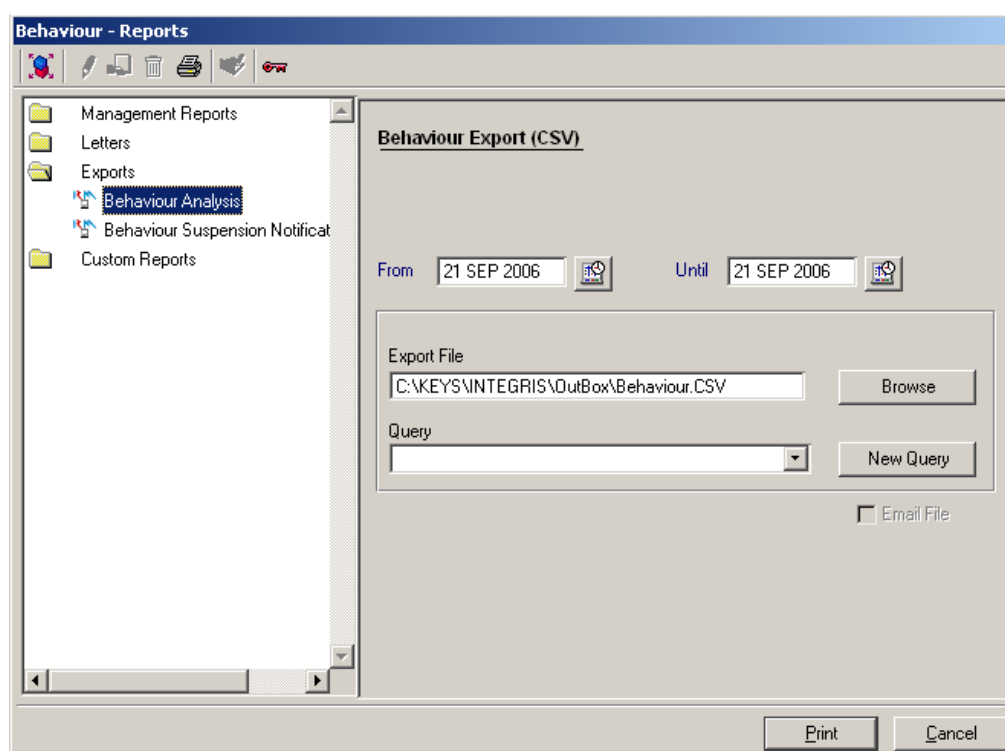 Behaviour - Reports
Management Reports
Letters
Exports
Behaviour Analysis
Behaviour Suspension Notificat
Custom Reports
Behaviour Export (CSV)
From 21 SEP 2006 Until 21 SEP 2006
Export File
C:\KEYS\INTEGRIS\OutBox\Behaviour.CSV Browse
Query
New Query
Email File
Print Cancel